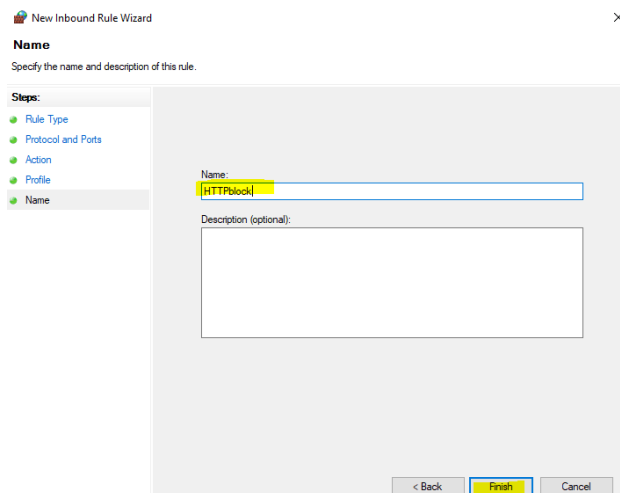 New Inbound Rule Wizard
Name
Specify the name and description of this rule.
Steps:
Rule Type
Protocol and Ports
Action
Profile
Name
Name:
HTTPblock
Description (optional):
< Back
Finish
Cancel